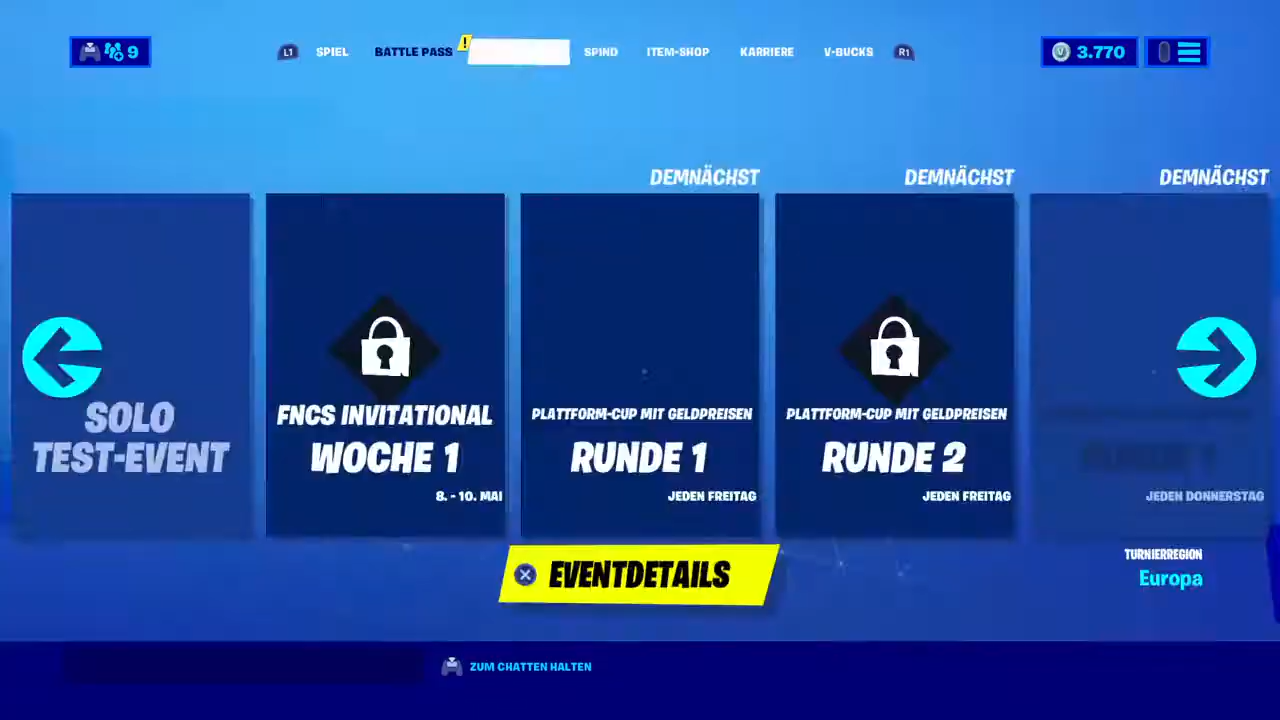 9
L1
SPIEL
BATTLE PASS
!
SPIND
ITEM-SHOP
KARRIERE
V-BUCKS
R1
3.770
DEMNÄCHST
DEMNÄCHST
DEMNÄCHST
SOLO
TEST-EVENT
FNCS INVITATIONAL
WOCHE 1
8. - 10. MAI
PLATTFORM-CUP MIT GELDPREISEN
RUNDE 1
JEDEN FREITAG
PLATTFORM-CUP MIT GELDPREISEN
RUNDE 2
JEDEN FREITAG
JEDEN DONNERSTAG
EVENTDETAILS
TURNIERREGION
Europa
ZUM CHATTEN HALTEN